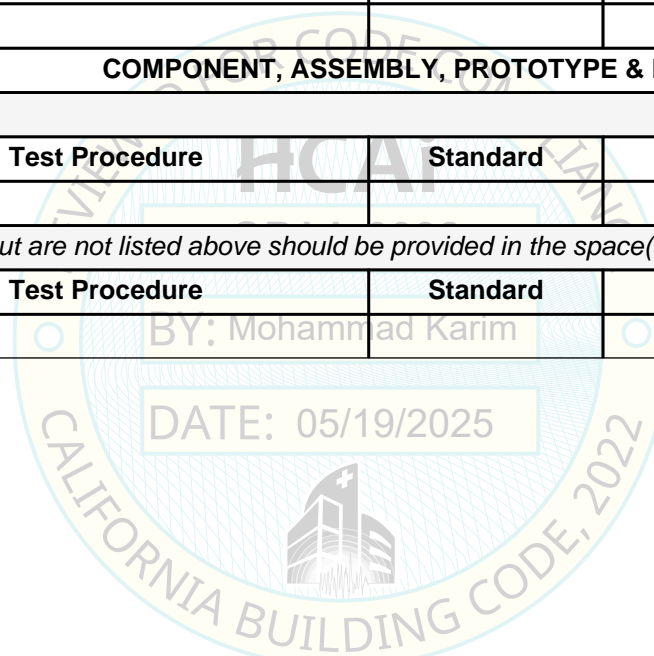 COMPONENT, ASSEMBLY, PROTOTYPE &
HCAi
Test Procedure Standard
ut are not listed above should be provided in the space(
Test Procedure Standard
BY: Mohammad Karim
DATE: 05/19/2025
CALIFORNIA BUILDING CODE, 2022